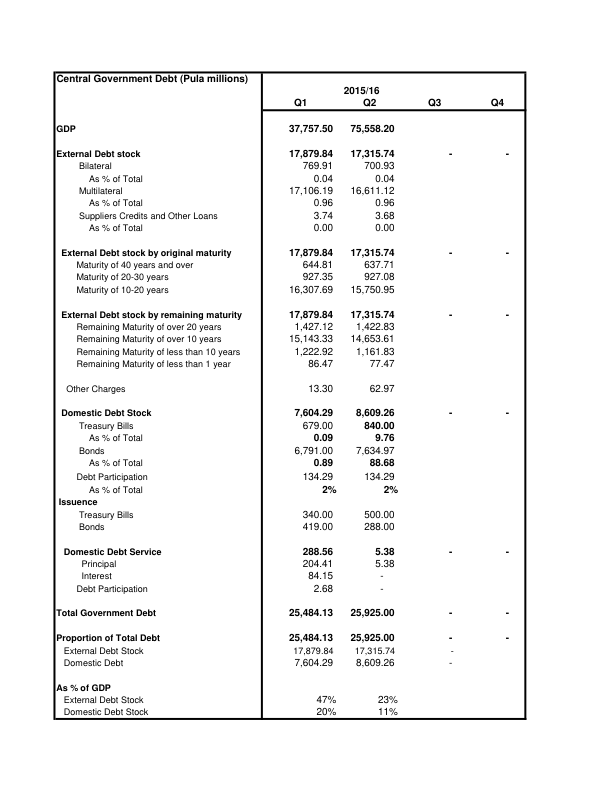 Central Government Debt (Pula millions)
2015/16
Q1 Q2 Q3 Q4
GDP 37,757.50 75,558.20
External Debt stock 17,879.84 17,315.74 - -
Bilateral 769.91 700.93
As % of Total 0.04 0.04
Multilateral 17,106.19 16,611.12
As % of Total 0.96 0.96
Suppliers Credits and Other Loans 3.74 3.68
As % of Total 0.00 0.00
External Debt stock by original maturity 17,879.84 17,315.74 - -
Maturity of 40 years and over 644.81 637.71
Maturity of 20-30 years 927.35 927.08
Maturity of 10-20 years 16,307.69 15,750.95
External Debt stock by remaining maturity 17,879.84 17,315.74 - -
Remaining Maturity of over 20 years 1,427.12 1,422.83
Remaining Maturity of over 10 years 15,143.33 14,653.61
Remaining Maturity of less than 10 years 1,222.92 1,161.83
Remaining Maturity of less than 1 year 86.47 77.47
Other Charges 13.30 62.97
Domestic Debt Stock 7,604.29 8,609.26 - -
Treasury Bills 679.00 840.00
As % of Total 0.09 9.76
Bonds 6,791.00 7,634.97
As % of Total 0.89 88.68
Debt Participation 134.29 134.29
As % of Total 2% 2%
Issuence
Treasury Bills 340.00 500.00
Bonds 419.00 288.00
Domestic Debt Service 288.56 5.38 - -
Principal 204.41 5.38
Interest 84.15 -
Debt Participation 2.68 -
Total Government Debt 25,484.13 25,925.00 - -
Proportion of Total Debt 25,484.13 25,925.00 - -
External Debt Stock 17,879.84 17,315.74 -
Domestic Debt 7,604.29 8,609.26 -
As % of GDP
External Debt Stock 47% 23%
Domestic Debt Stock 20% 11%